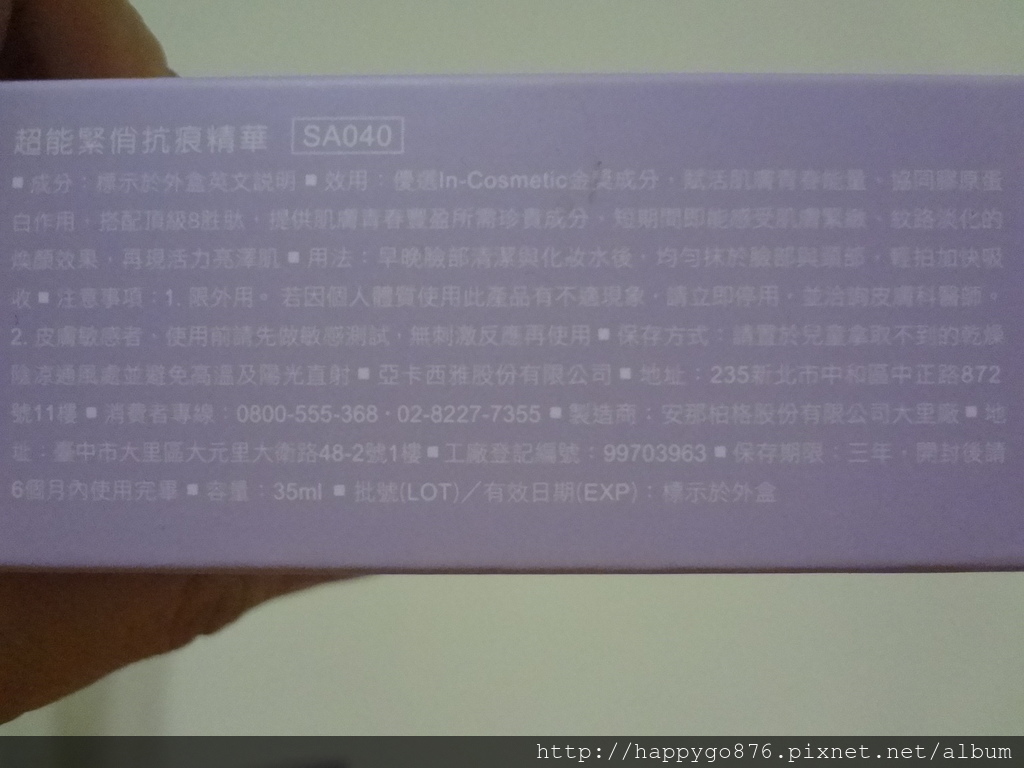 超能緊俏抗痕精華 SA040
■成分：標示於外盒英文說明■效用：優選In-Cosmetic金獎成分，賦活肌膚青春能量、協同膠原蛋
白作用，搭配頂級8胜肽，提供肌膚青春豐盈所需珍貴成分，短期間即能感受肌膚緊緻、紋路淡化的
煥顏效果，再現活力亮澤肌■用法：早晚臉部清潔與化妝水後，均勻抹於臉部與頸部，輕拍加快吸
收■注意事項：1. 限外用。若因個人體質使用此產品有不適現象，請立即停用，並洽詢皮膚科醫師。
2. 皮膚敏感者，使用前請先做敏感測試，無刺激反應再使用■保存方式：請置於兒童拿取不到的乾燥
陰涼通風處並避免高溫及陽光直射■亞卡西雅股份有限公司■地址：235新北市中和區中正路872
號11樓■消費者專線：0800-555-368・02-8227-7355■製造商：安那柏格股份有限公司大里廠■地
址：臺中市大里區大元里大衛路48-2號1樓■工廠登記編號：99703963■保存期限：三年，開封後請
6個月內使用完畢■容量：35ml ■批號(LOT)／有效日期(EXP)：標示於外盒
http://happygo876.pixnet.net/album